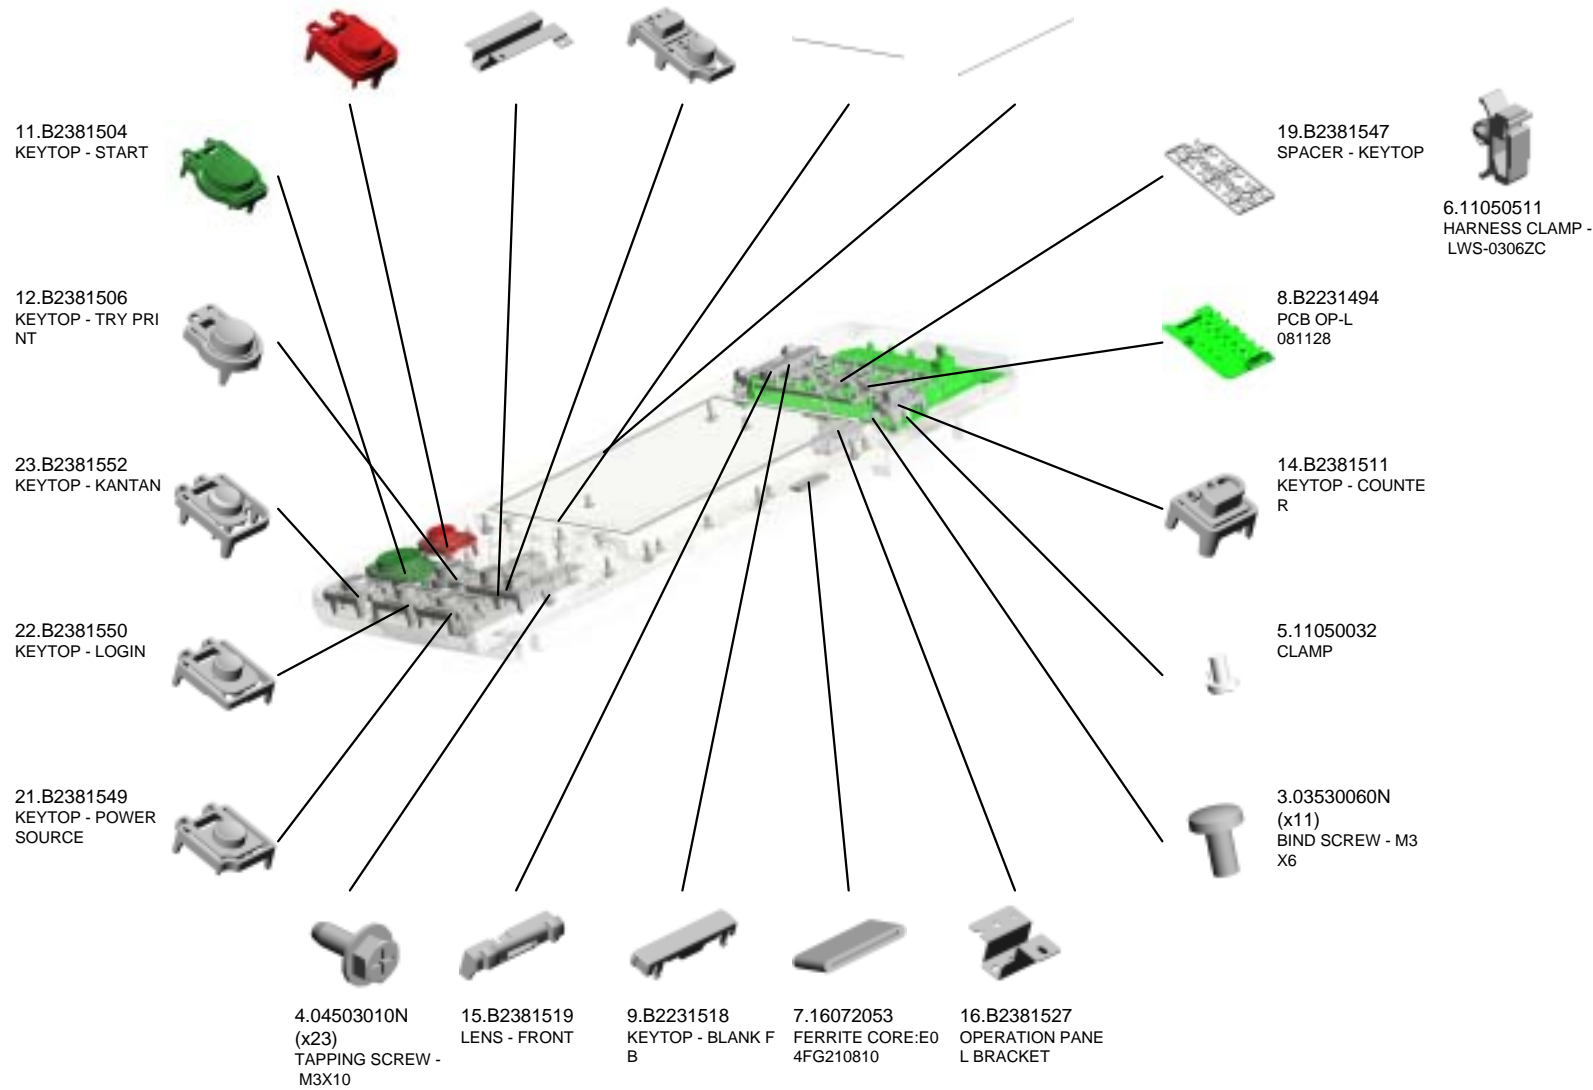 11.B2381504
KEYTOP - START
12.B2381506
KEYTOP - TRY PRI
NT
23.B2381552
KEYTOP - KANTAN
22.B2381550
KEYTOP - LOGIN
21.B2381549
KEYTOP - POWER
SOURCE
4.04503010N
(x23)
TAPPING SCREW -
M3X10
15.B2381519
LENS - FRONT
9.B2231518
KEYTOP - BLANK F
B
7.16072053
FERRITE CORE:E0
4FG210810
16.B2381527
OPERATION PANE
L BRACKET
19.B2381547
SPACER - KEYTOP
8.B2231494
PCB OP-L
081128
14.B2381511
KEYTOP - COUNTE
R
5.11050032
CLAMP
3.03530060N
(x11)
BIND SCREW - M3
X6
6.11050511
HARNESS CLAMP -
LWS-0306ZC